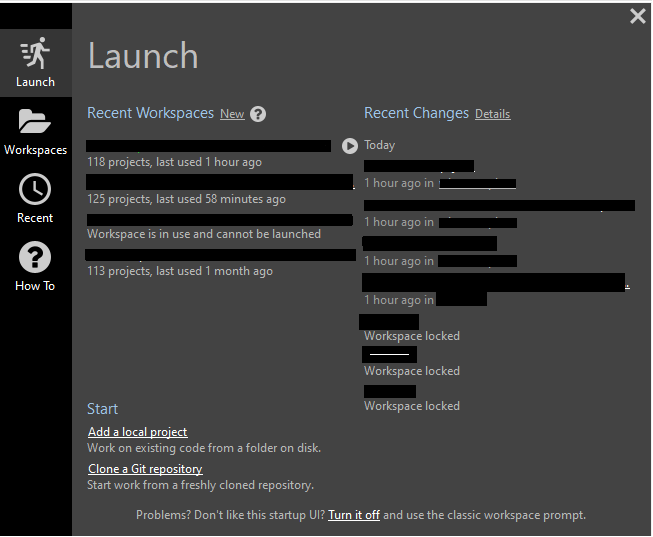 Launch
Workspaces
Recent
How To
Launch
Recent Workspaces New ?
118 projects, last used 1 hour ago
125 projects, last used 58 minutes ago
Workspace is in use and cannot be launched
113 projects, last used 1 month ago
Recent Changes Details
Today
1 hour ago in
1 hour ago in
1 hour ago in
1 hour ago in
Workspace locked
Workspace locked
Workspace locked
Start
Add a local project
Work on existing code from a folder on disk.
Clone a Git repository
Start work from a freshly cloned repository.
Problems? Don't like this startup UI? Turn it off and use the classic workspace prompt.